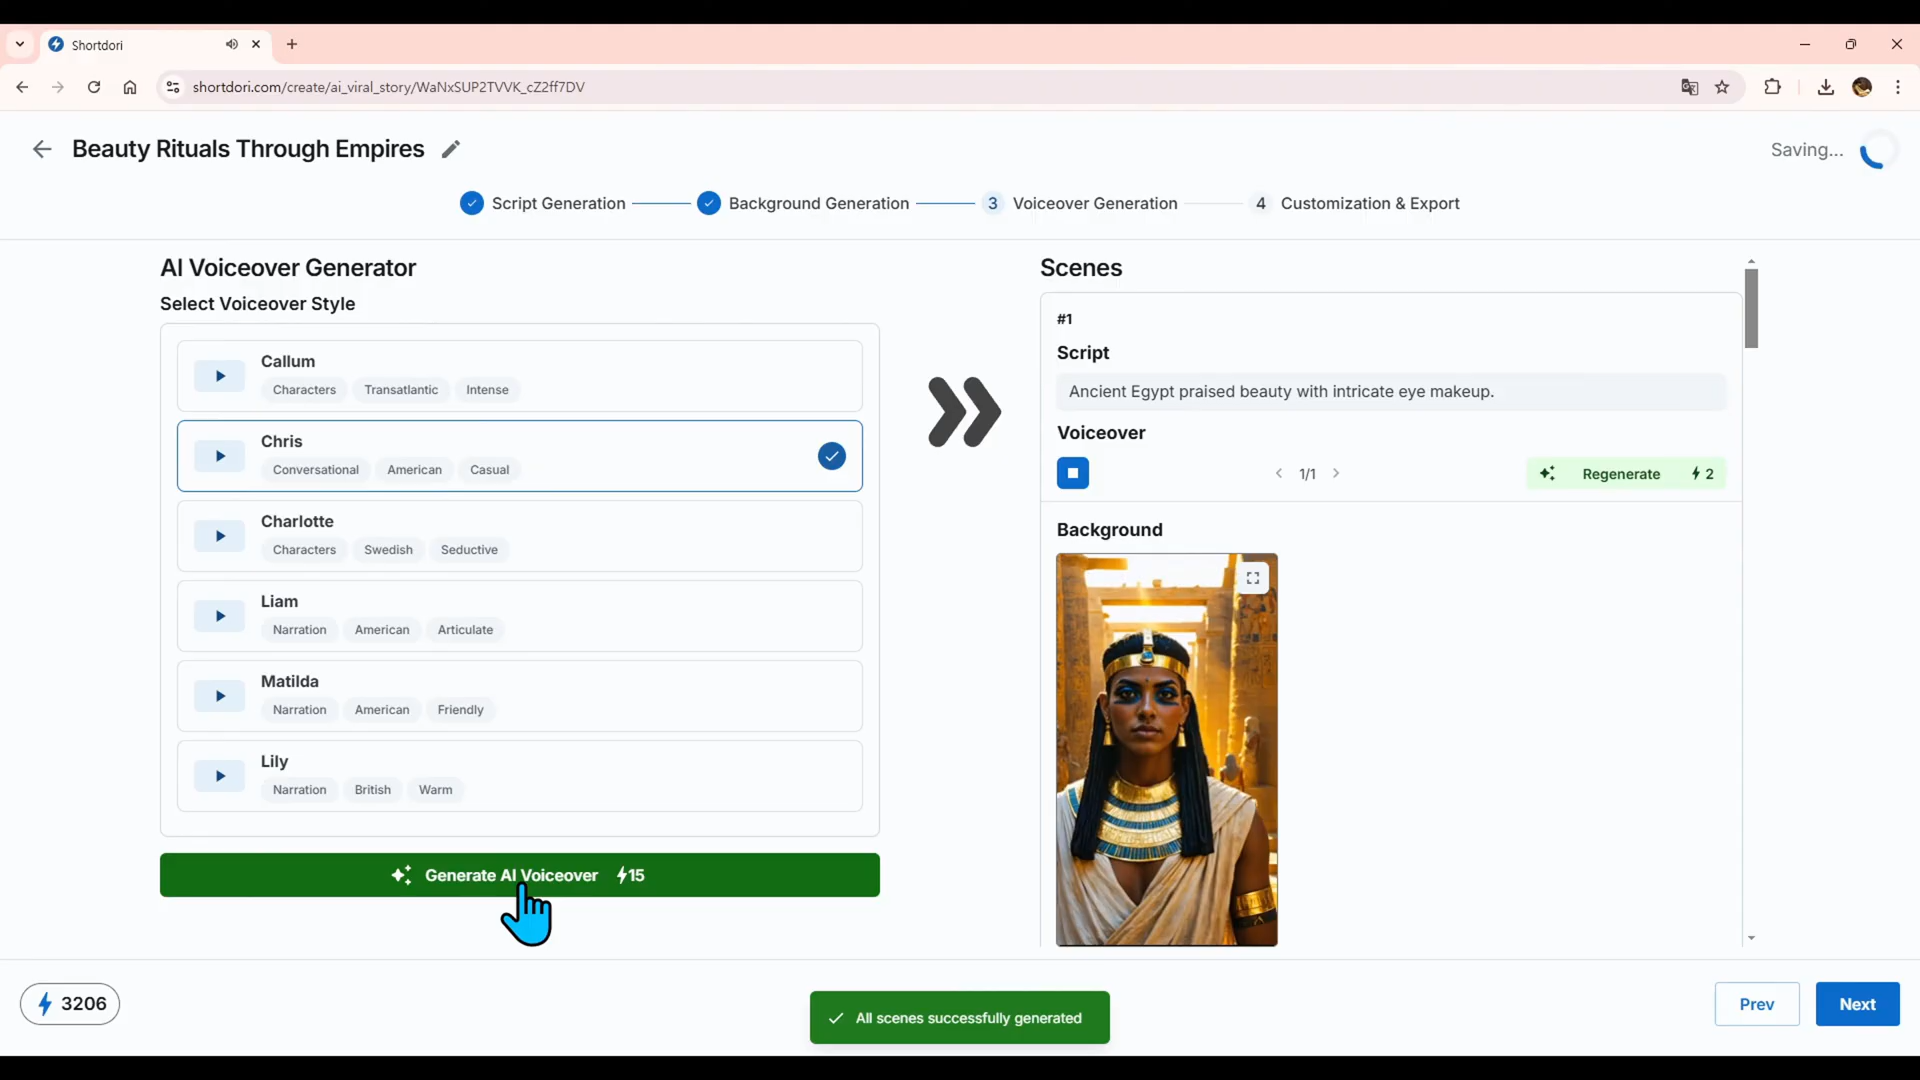 Shortdori
shortdori.com/create/ai_viral_story/WaNxSUP2TVVK_cZ2ff7DV
Beauty Rituals Through Empires
Saving...
Script Generation
Background Generation
3 Voiceover Generation
4 Customization & Export
AI Voiceover Generator
Select Voiceover Style
Callum
Characters Transatlantic Intense
Chris
Conversational American Casual
Charlotte
Characters Swedish Seductive
Liam
Narration American Articulate
Matilda
Narration American Friendly
Lily
Narration British Warm
Generate AI Voiceover 15
Scenes
#1
Script
Ancient Egypt praised beauty with intricate eye makeup.
Voiceover
1/1
Regenerate 2
Background
3206
All scenes successfully generated
Prev
Next